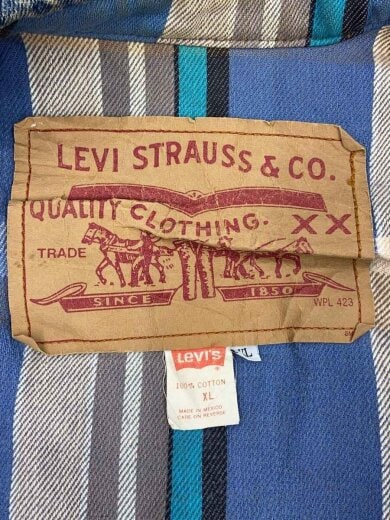 LEVI STRAUSS & CO.
QUALITY CLOTHING. XX
TRADE
SINCE 1850
WPL 423
Levi's
100% COTTON
XL
MADE IN MEXICO
CARE ON REVERSE